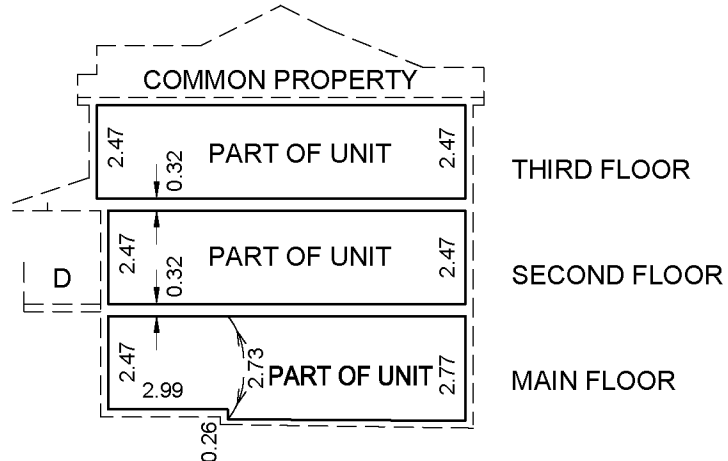 COMMON PROPERTY
2.47
PART OF UNIT
2.47
0.32
THIRD FLOOR
2.47
PART OF UNIT
2.47
0.32
D
SECOND FLOOR
2.47
2.73
PART OF UNIT
2.77
MAIN FLOOR
2.99
0.26